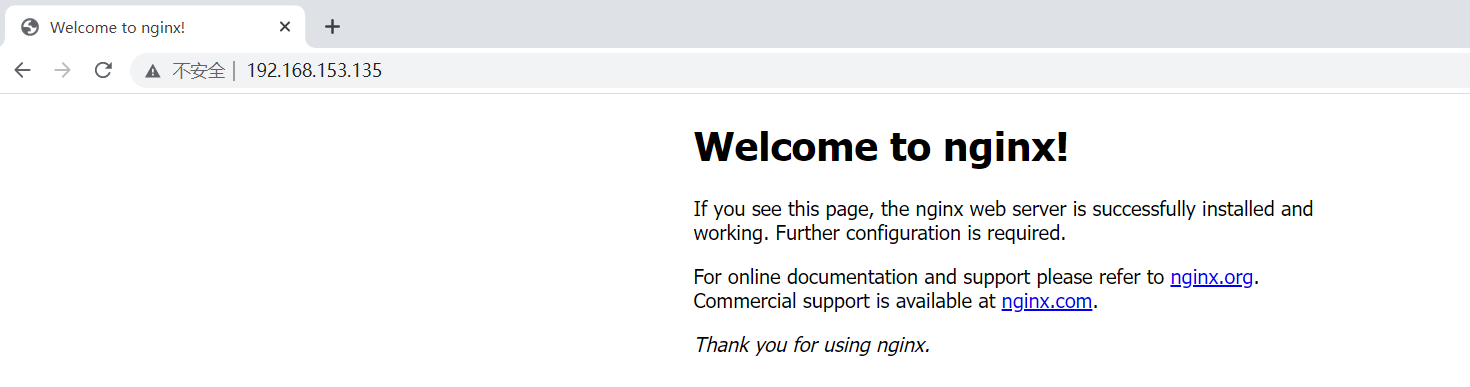 Welcome to nginx!
不安全 192.168.153.135
Welcome to nginx!
If you see this page, the nginx web server is successfully installed and
working. Further configuration is required.
For online documentation and support please refer to nginx.org.
Commercial support is available at nginx.com.
Thank you for using nginx.